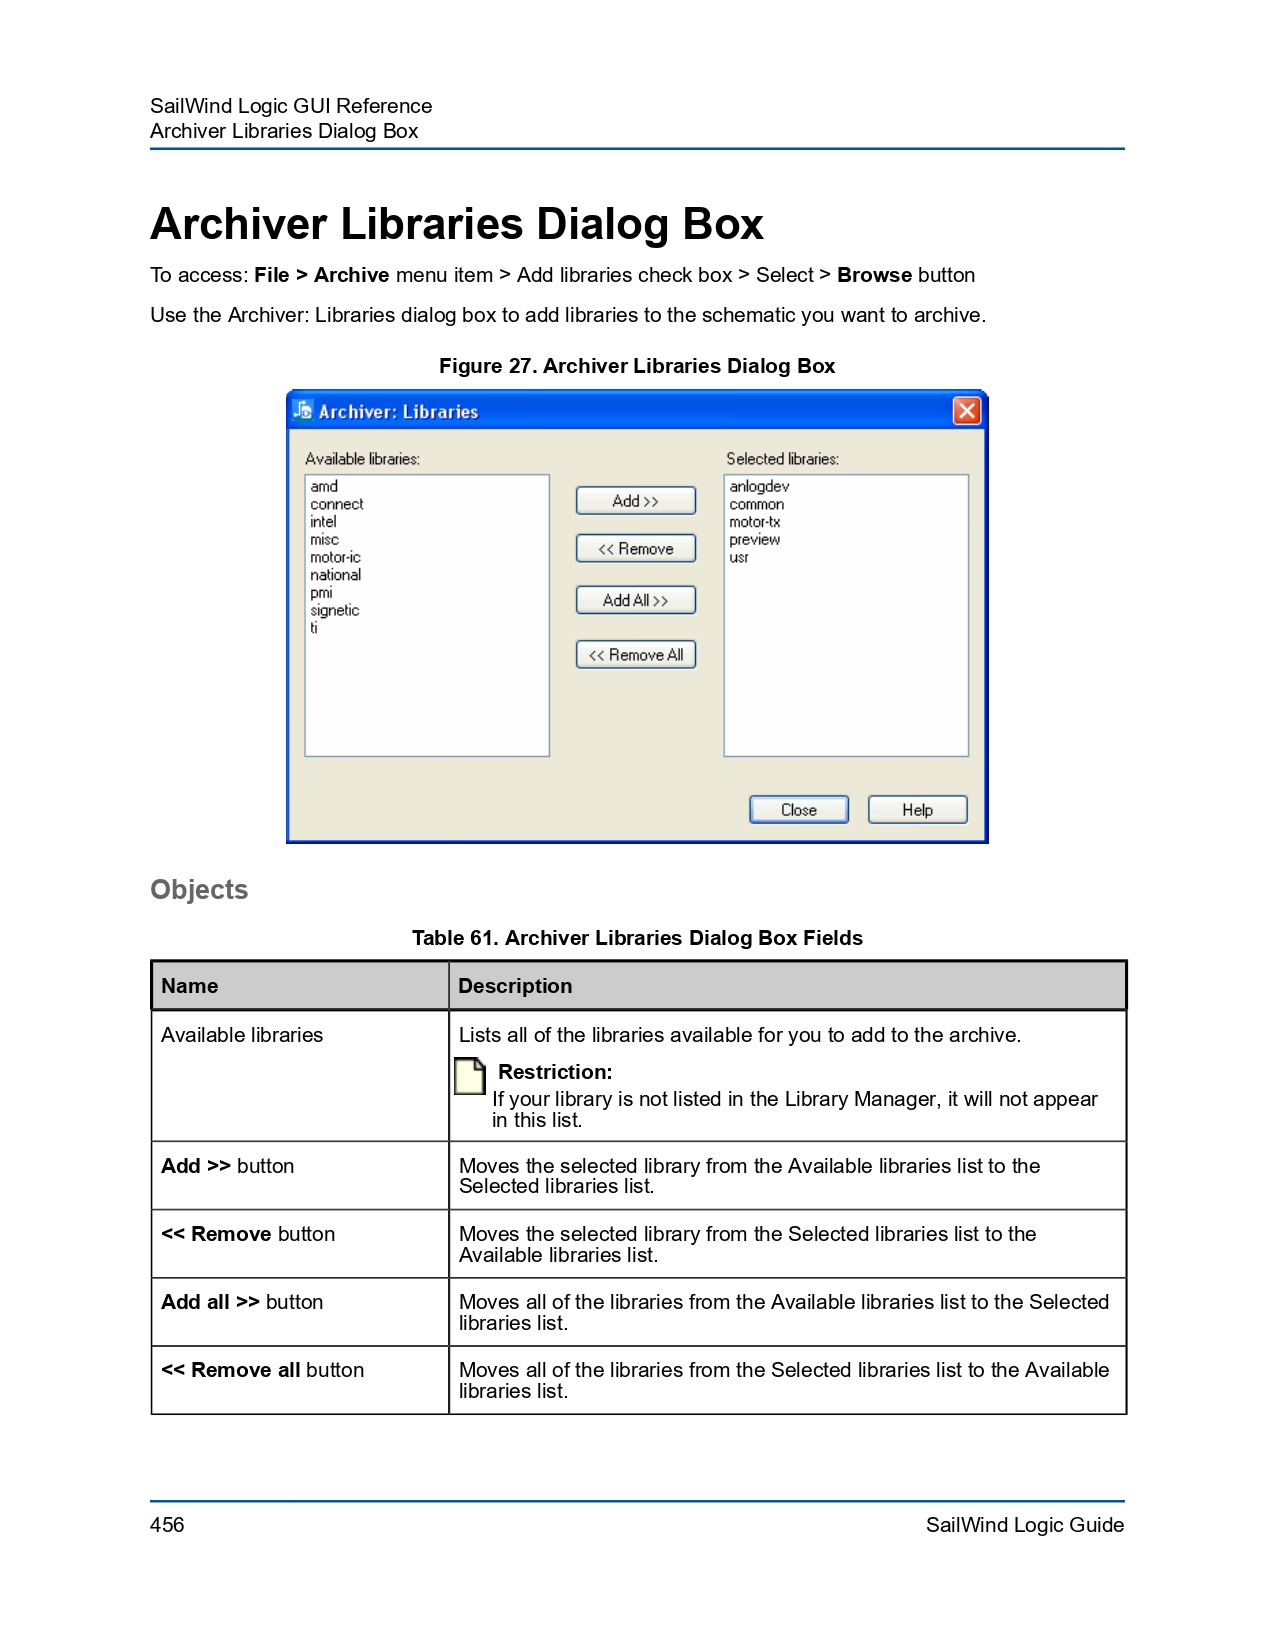 SailWind Logic GUI Reference
Archiver Libraries Dialog Box
Archiver Libraries Dialog Box
To access: File > Archive menu item > Add libraries check box > Select > Browse button
Use the Archiver: Libraries dialog box to add libraries to the schematic you want to archive.
Figure 27. Archiver Libraries Dialog Box
Archiver: Libraries
Available libraries:
amd
connect
intel
misc
motor-ic
national
pmi
signetic
ti
Add >>
<< Remove
Add All >>
<< Remove All
Selected libraries:
anlogdev
common
motor-tx
preview
usr
Close
Help
Objects
Table 61. Archiver Libraries Dialog Box Fields
Name
Description
Available libraries
Lists all of the libraries available for you to add to the archive.
Restriction:
If your library is not listed in the Library Manager, it will not appear
in this list.
Add >> button
Moves the selected library from the Available libraries list to the
Selected libraries list.
<< Remove button
Moves the selected library from the Selected libraries list to the
Available libraries list.
Add all >> button
Moves all of the libraries from the Available libraries list to the Selected
libraries list.
<< Remove all button
Moves all of the libraries from the Selected libraries list to the Available
libraries list.
456
SailWind Logic Guide